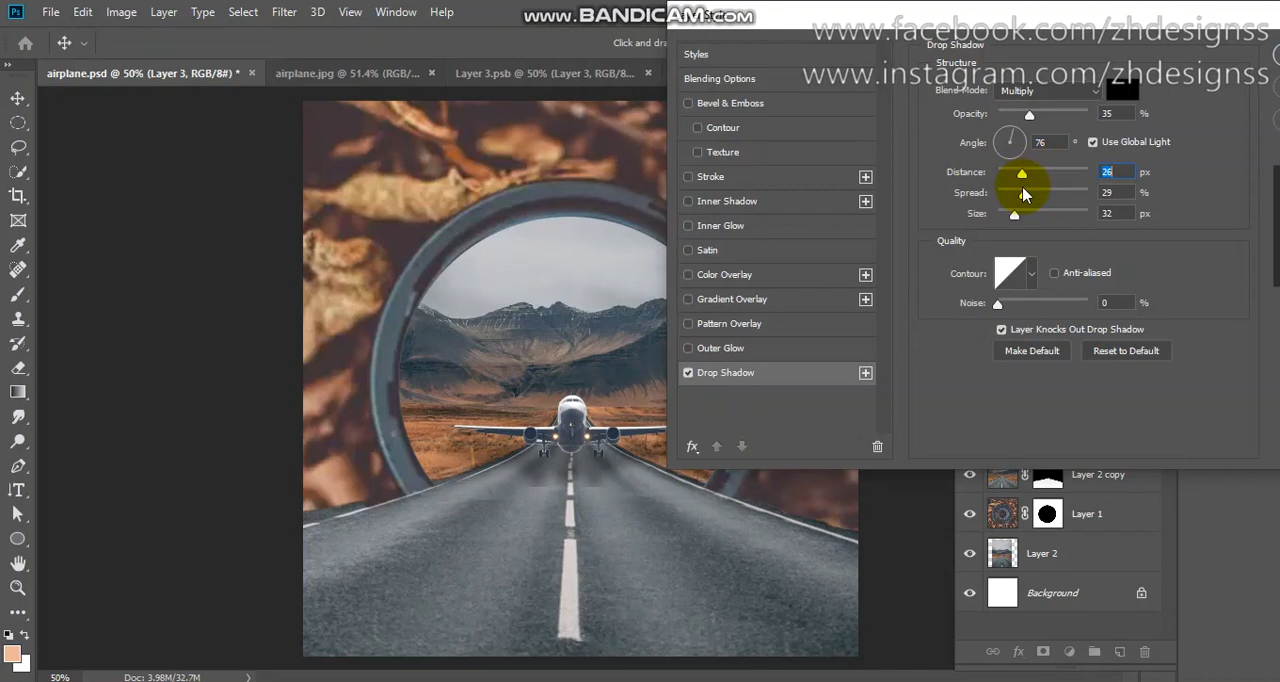 Ps File Edit Image Layer Type Select Filter 3D View Window Help
www.BANDICAM.com
www.facebook.com/zhdesignss
www.instagram.com/zhdesignss
Click and dra
airplane.psd @ 50% (Layer 3, RGB/8#) * × airplane.jpg @ 51.4% (RGB/... × Layer 3.psb @ 50% (Layer 3, RGB/8... ×
Styles
Blending Options
Bevel & Emboss
Contour
Texture
Stroke
Inner Shadow
Inner Glow
Satin
Color Overlay
Gradient Overlay
Pattern Overlay
Outer Glow
Drop Shadow
fx
Drop Shadow
Structure
Blend Mode: Multiply
Opacity: 35 %
Angle: 76 ° Use Global Light
Distance: 26 px
Spread: 29 %
Size: 32 px
Quality
Contour: Anti-aliased
Noise: 0 %
Layer Knocks Out Drop Shadow
Make Default Reset to Default
Layer 2 copy
Layer 1
Layer 2
Background
fx
50% Doc: 3.98M/32.7M